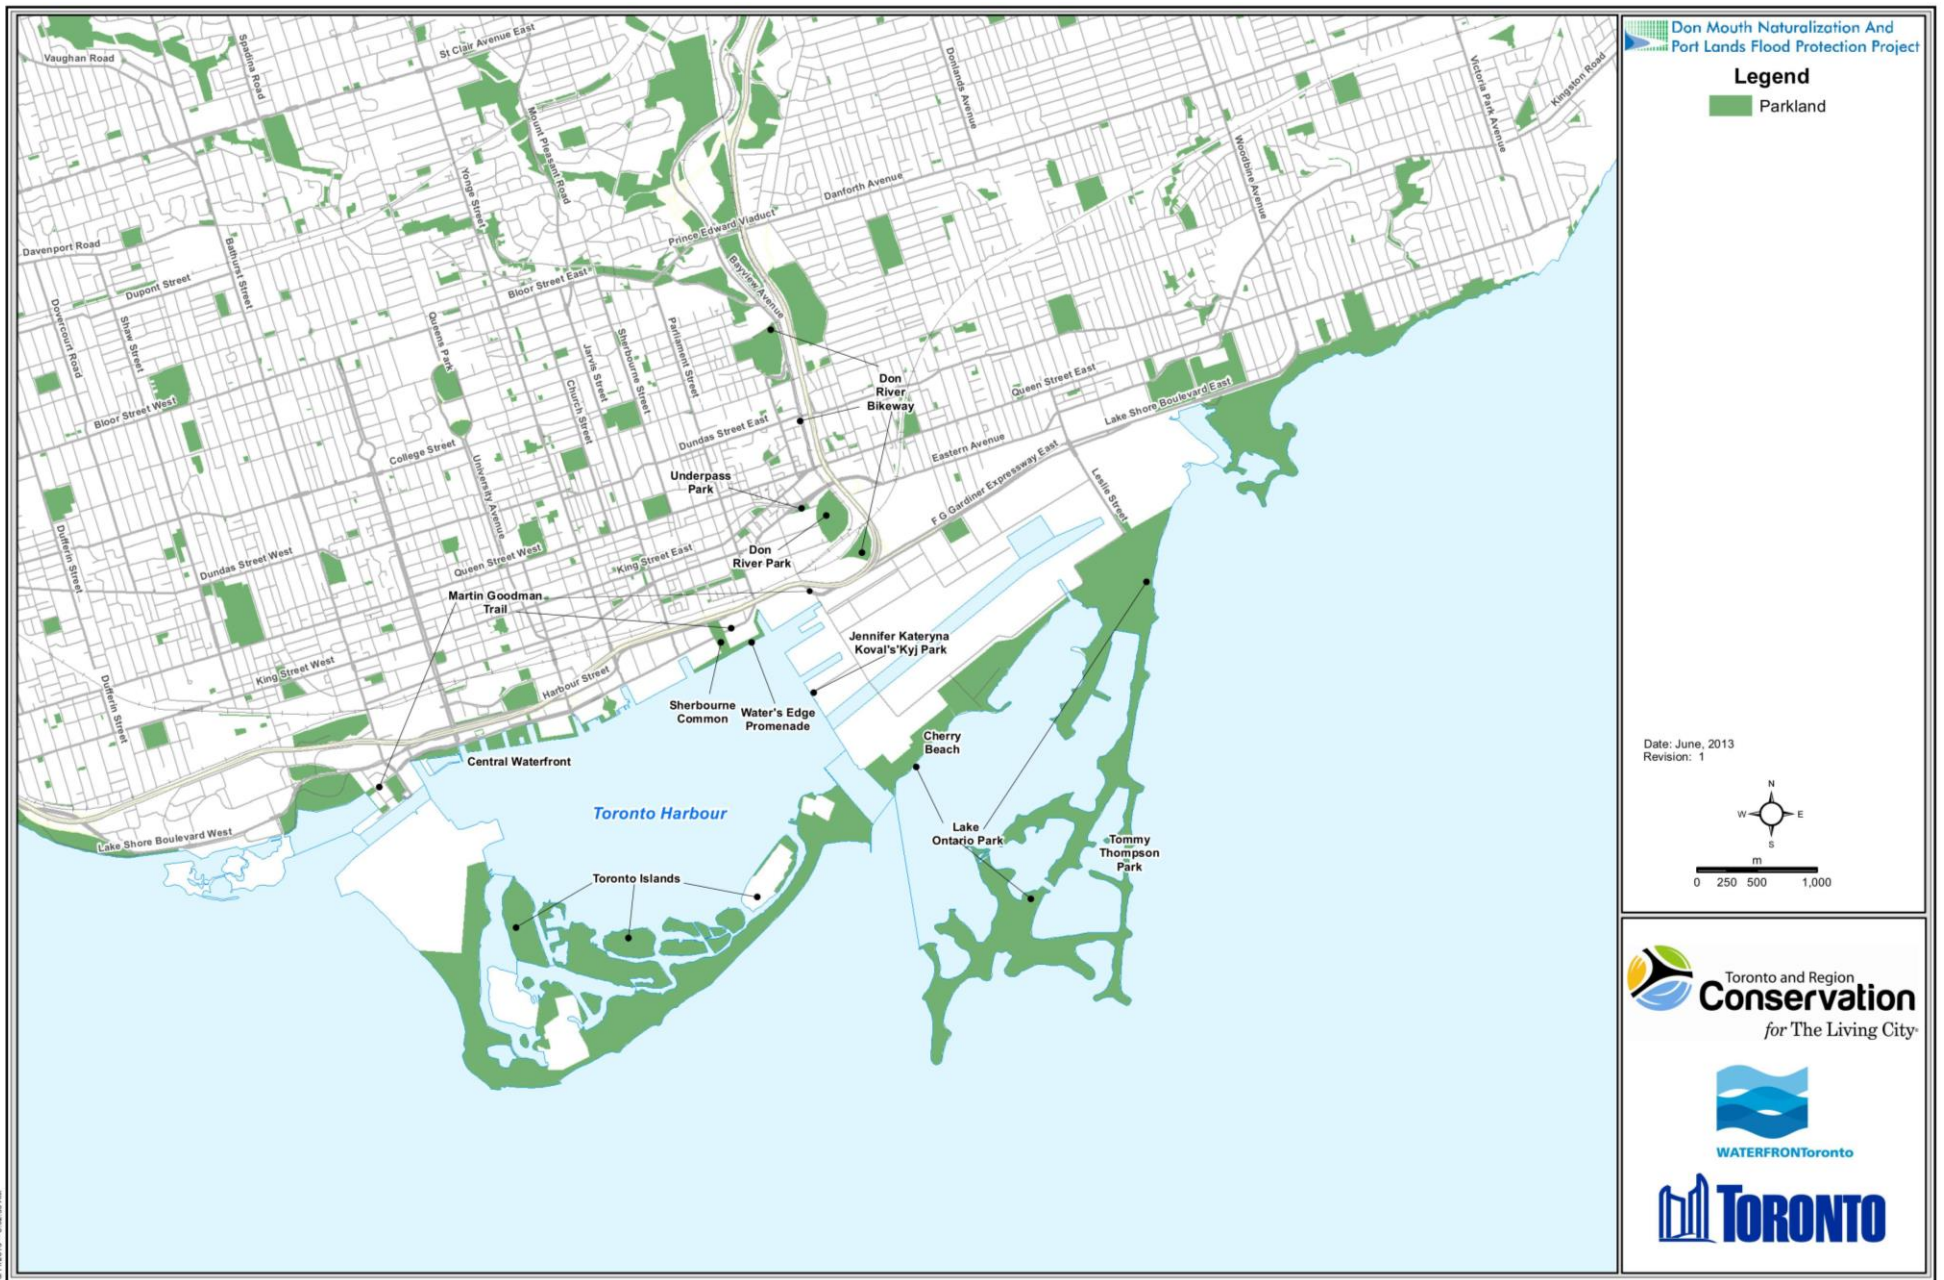 Vaughan Road
Spadina Road
St Clair Avenue East
Mount Pleasant Road
Yonge Street
Donlands Avenue
Victoria Park Avenue
Kingston Road
Woodbine Avenue
Danforth Avenue
Prince Edward Viaduct
Bayview Avenue
Davenport Road
Dupont Street
Bathurst Street
Bloor Street East
Dovercourt Road
Shaw Street
Queens Park
Jarvis Street
Sherbourne Street
Parliament Street
Church Street
Bloor Street West
College Street
University Avenue
Dundas Street East
Don
River
Bikeway
Queen Street East
Lake Shore Boulevard East
Eastern Avenue
F G Gardiner Expressway East
Leslie Street
Underpass
Park
Don
River Park
King Street East
Queen Street West
Dundas Street West
Dufferin Street
Martin Goodman
Trail
Jennifer Kateryna
Koval's'Kyj Park
King Street West
Harbour Street
Dufferin Street
Sherbourne
Common
Water's Edge
Promenade
Cherry
Beach
Central Waterfront
Toronto Harbour
Lake
Ontario Park
Tommy
Thompson
Park
Lake Shore Boulevard West
Toronto Islands
Don Mouth Naturalization And
Port Lands Flood Protection Project
Legend
Parkland
Date: June, 2013
Revision: 1
N
W
E
S
m
0 250 500 1,000
Toronto and Region
Conservation
for The Living City
WATERFRONToronto
TORONTO